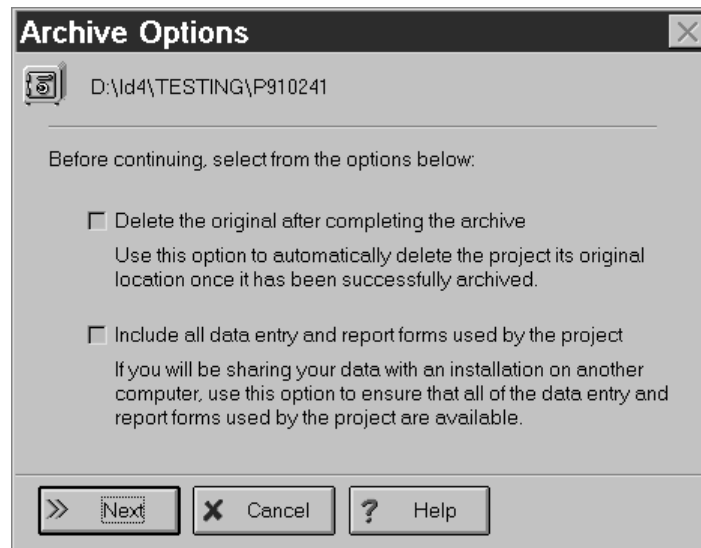 Archive Options
D:\Id4\TESTING\P910241
Before continuing, select from the options below:
Delete the original after completing the archive
Use this option to automatically delete the project its original
location once it has been successfully archived.
Include all data entry and report forms used by the project
If you will be sharing your data with an installation on another
computer, use this option to ensure that all of the data entry and
report forms used by the project are available.
Next
Cancel
? Help